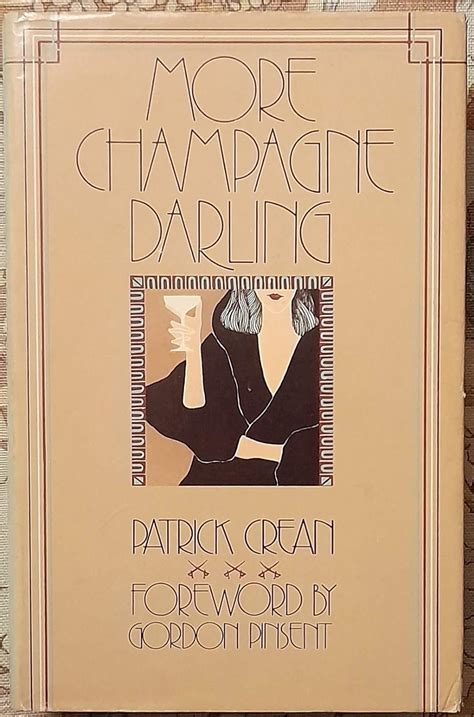 MORE
CHAMPAGNE
DARLING
PATRICK CREAN
FOREWORD BY
GORDON PINSENT